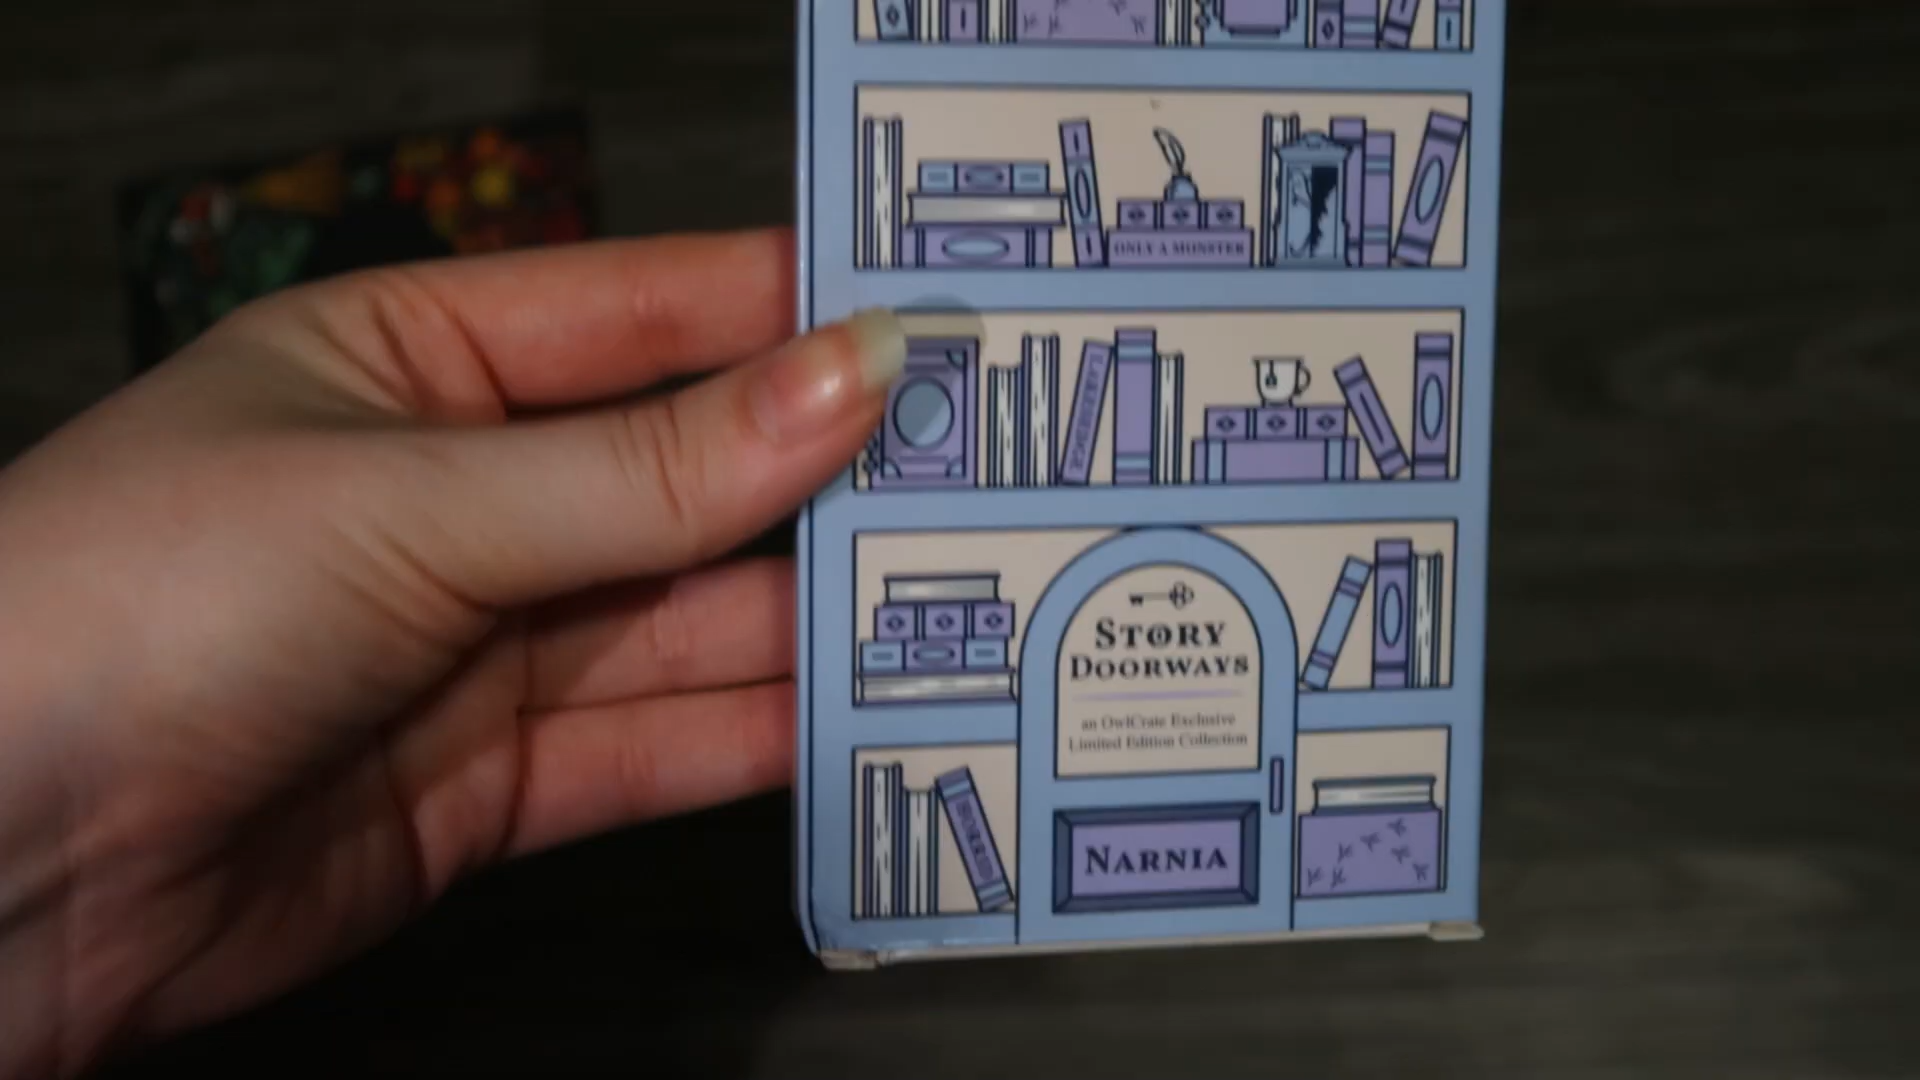 ONLY A MONSTER
STORY
DOORWAYS
an OwlCrate Exclusive
Limited Edition Collection
NARNIA